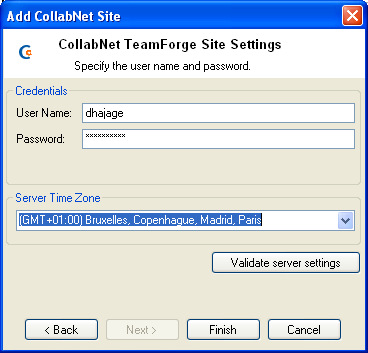 Add CollabNet Site
CollabNet TeamForge Site Settings
Specify the user name and password.
Credentials
User Name: dhajage
Password: **********
Server Time Zone
(GMT+01:00) Bruxelles, Copenhague, Madrid, Paris
Validate server settings
< Back Next > Finish Cancel